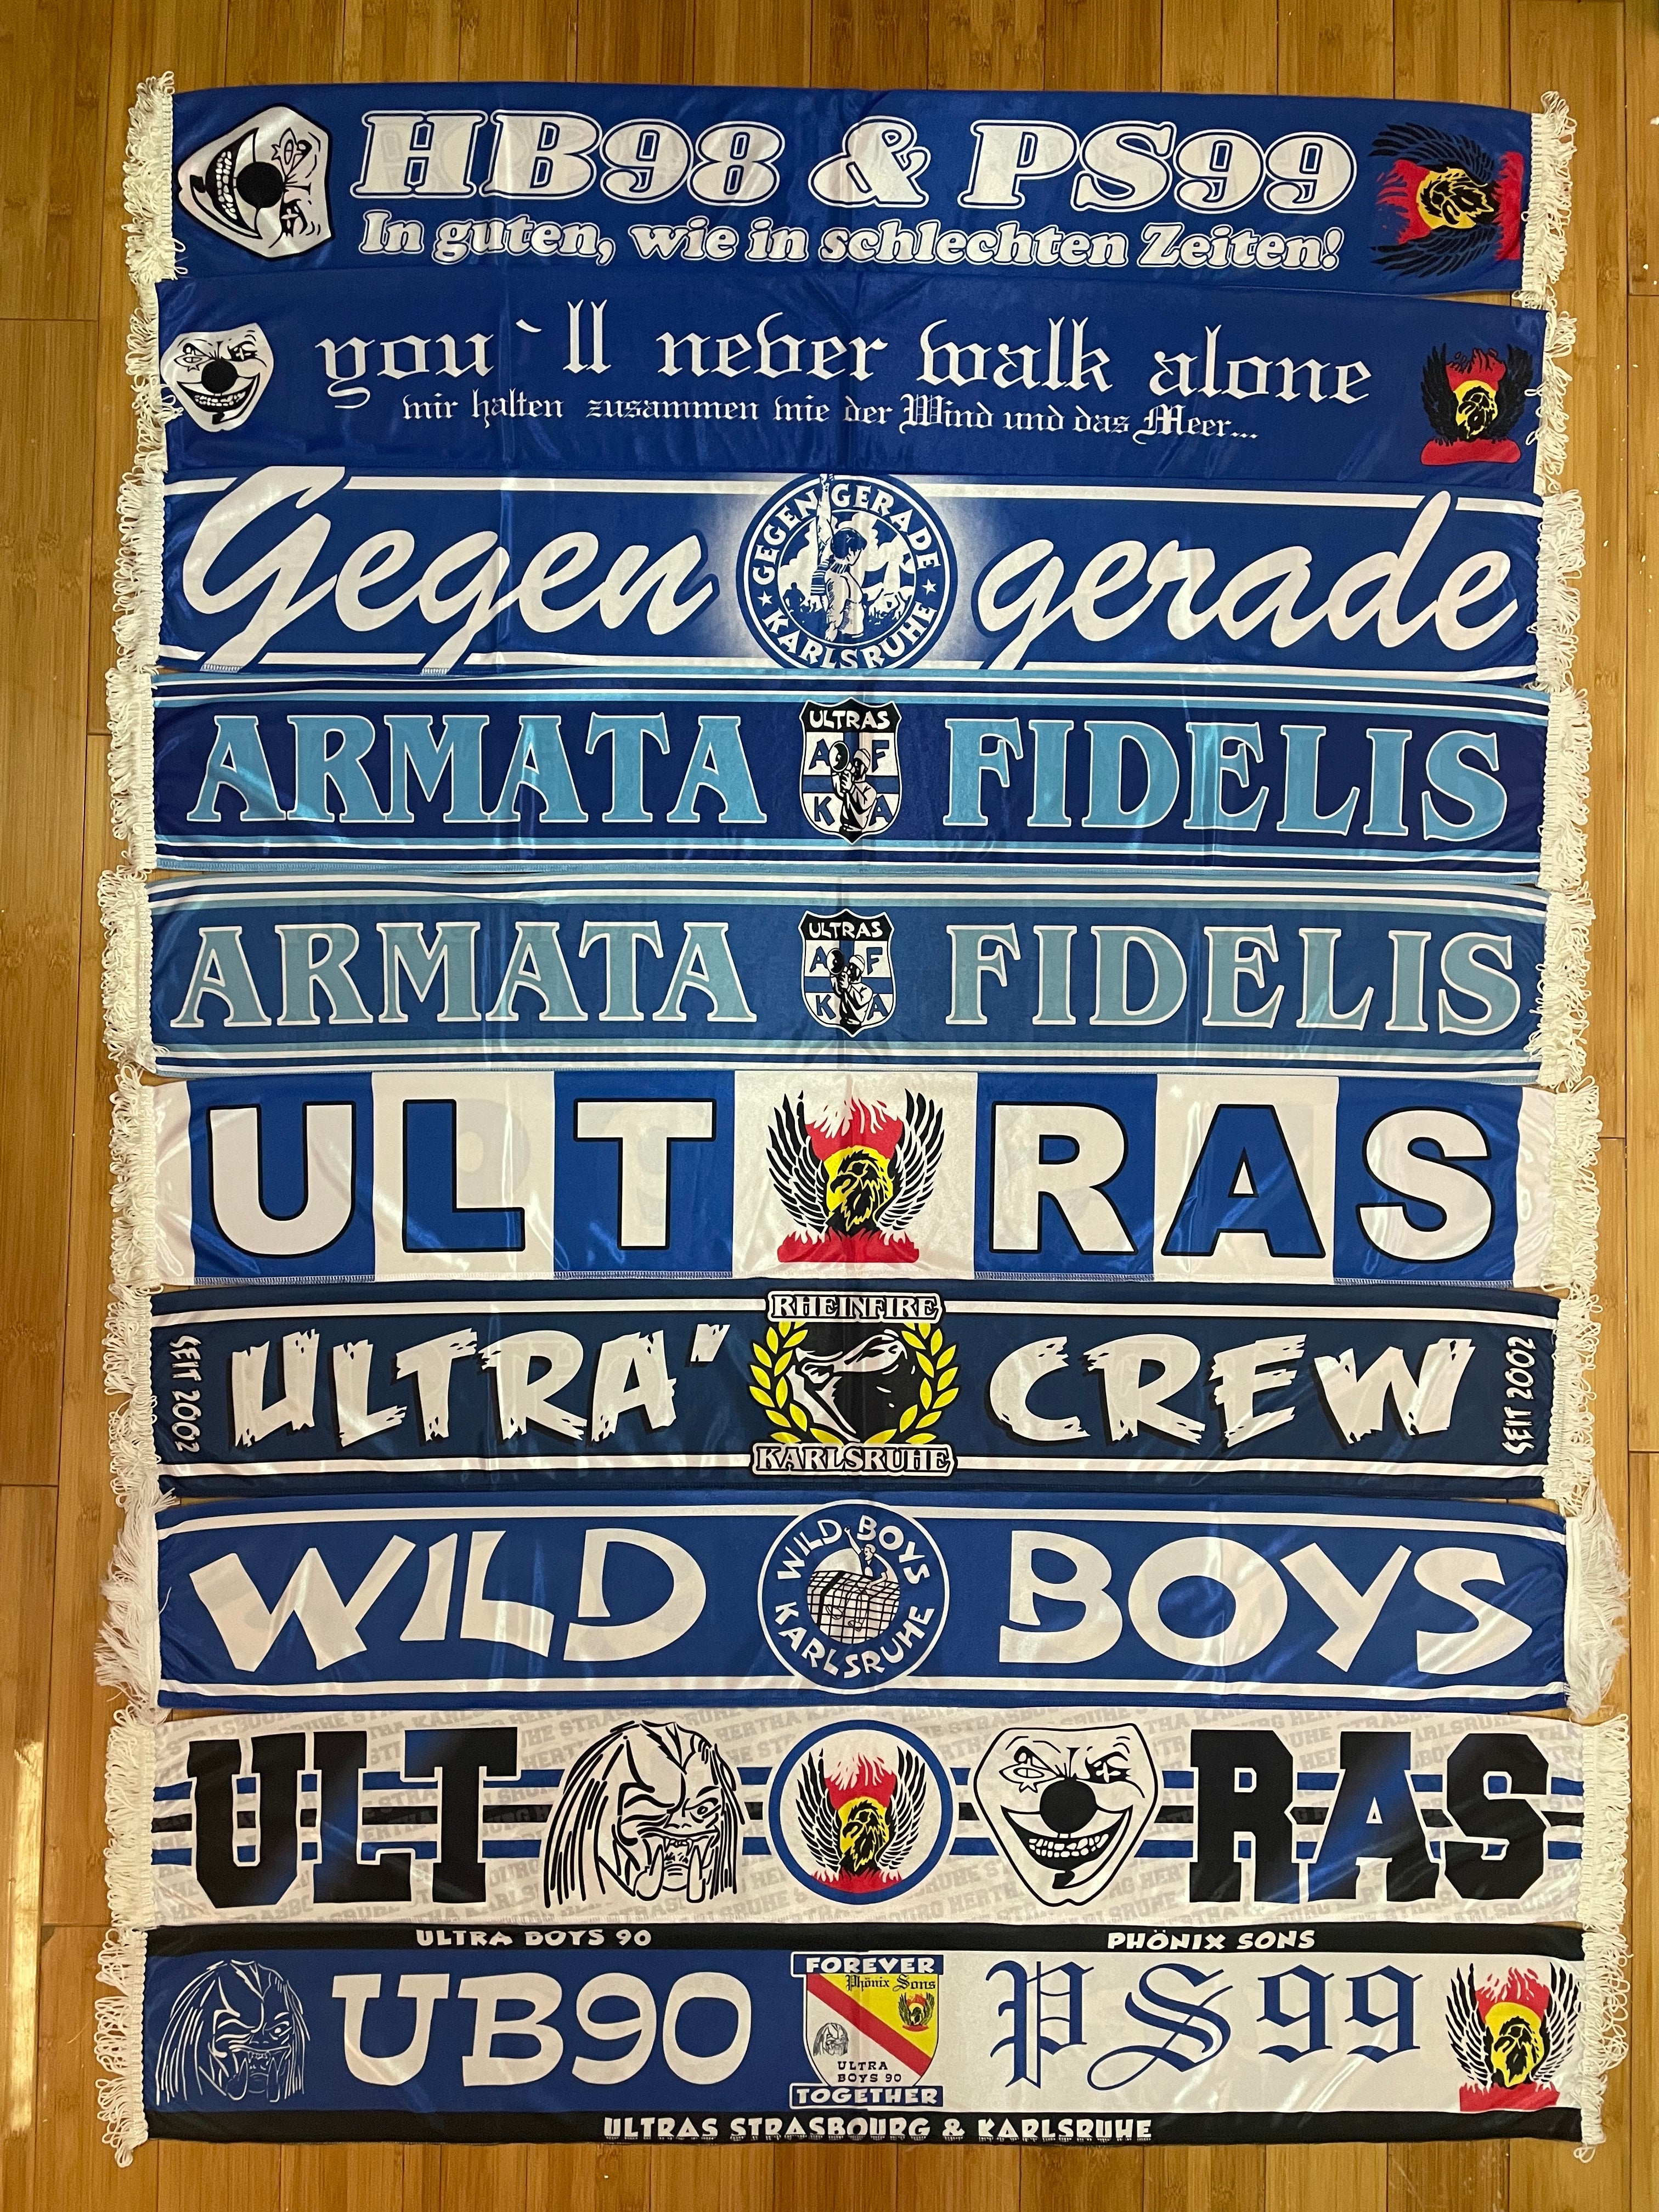 HB98 & PS99
In guten, wie in schlechten Zeiten!
you`ll never walk alone
wir halten zusammen wie der Wind und das Meer...
Gegen gerade
GEGENGERADE
KARLSRUHE
ARMATA FIDELIS
ULTRAS
A F
K A
ARMATA FIDELIS
ULTRAS
A F
K A
ULT RAS
RHEINFIRE
SEIT 2002
ULTRA' CREW
SEIT 2002
KARLSRUHE
WILD BOYS
WILD BOYS
KARLSRUHE
ULT RAS
ULTRA BOYS 90
PHÖNIX SONS
UB90
FOREVER
Phönix Sons
ULTRA
BOYS 90
TOGETHER
PS99
ULTRAS STRASBOURG & KARLSRUHE